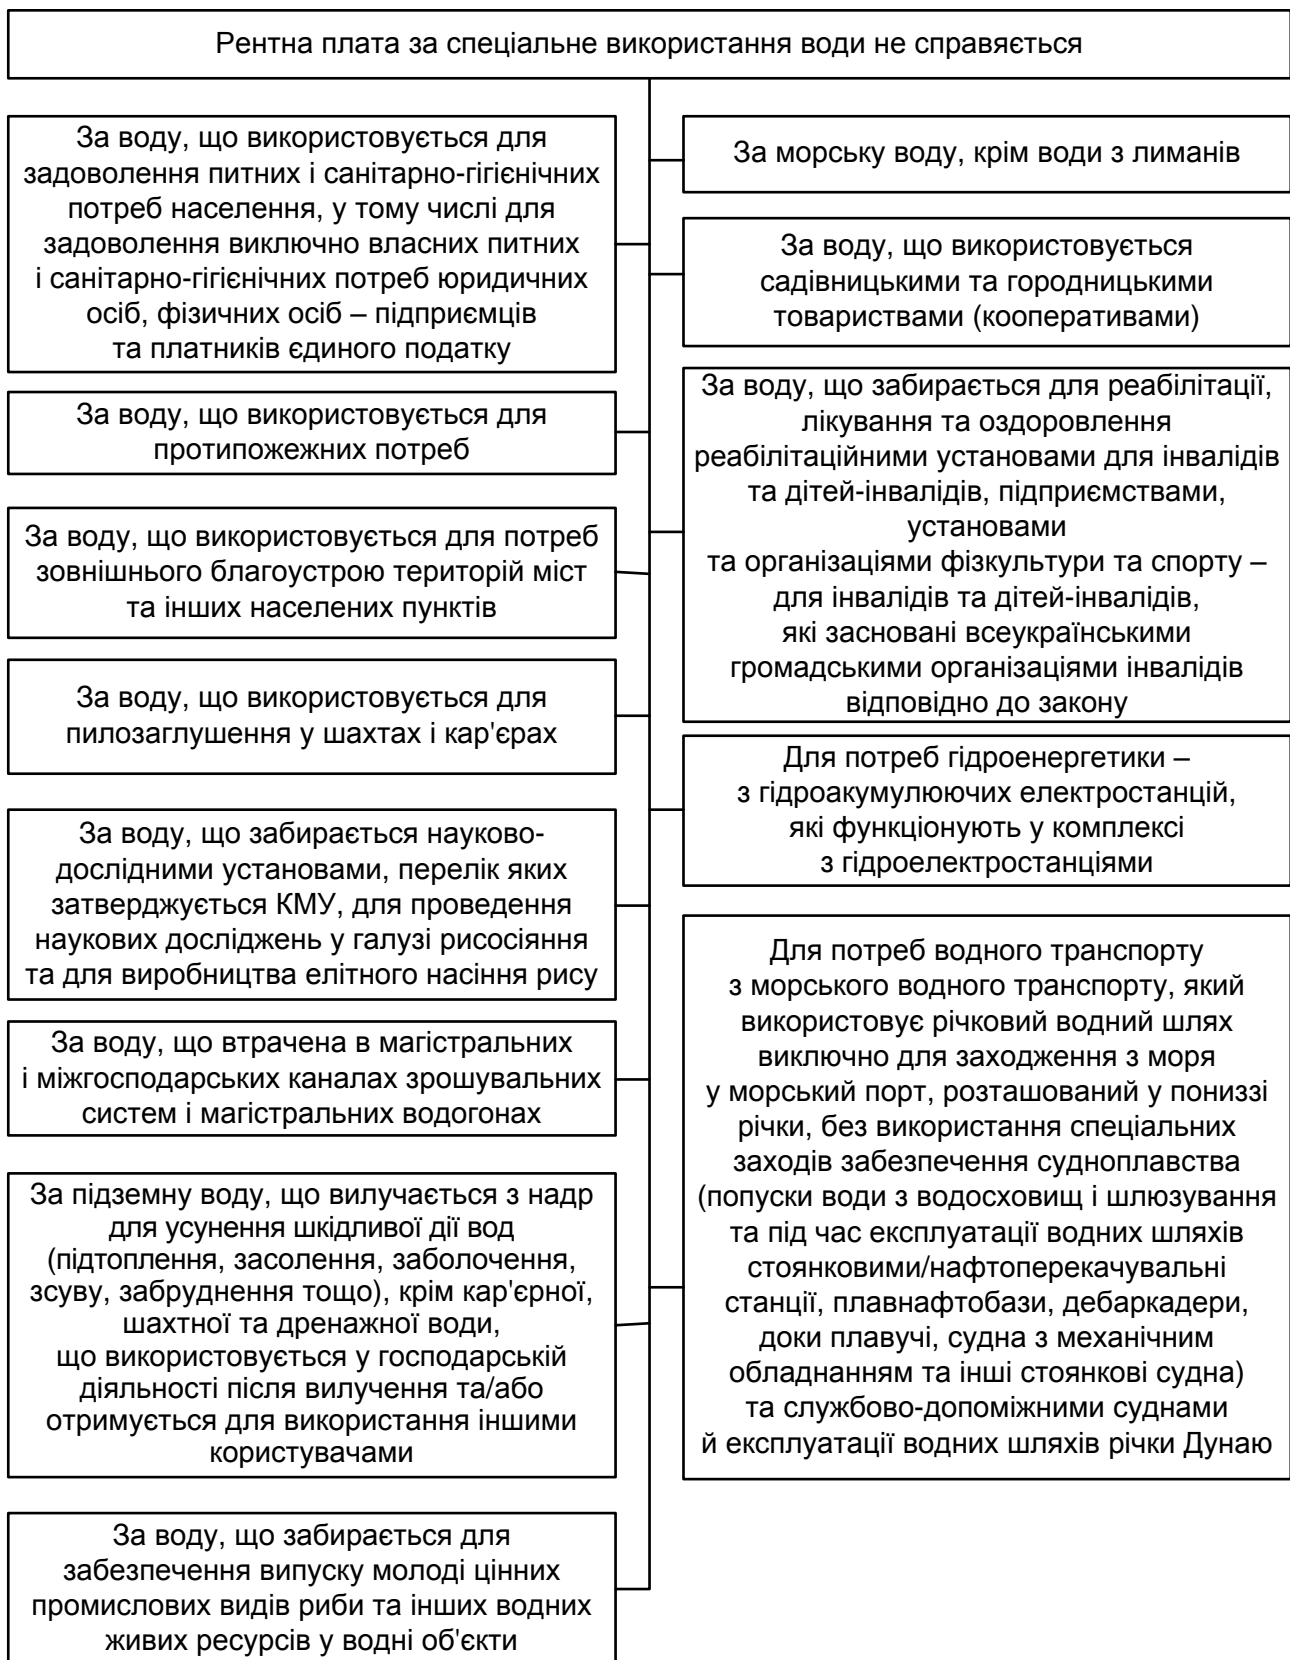 Рентна плата за спеціальне використання води не справяється
За воду, що використовується для
задоволення питних і санітарно-гігієнічних
потреб населення, у тому числі для
задоволення виключно власних питних
і санітарно-гігієнічних потреб юридичних
осіб, фізичних осіб – підприємців
та платників єдиного податку
За воду, що використовується для
протипожежних потреб
За воду, що використовується для потреб
зовнішнього благоустрою територій міст
та інших населених пунктів
За воду, що використовується для
пилозаглушення у шахтах і кар'єрах
За воду, що забирається науково-
дослідними установами, перелік яких
затверджується КМУ, для проведення
наукових досліджень у галузі рисосіяння
та для виробництва елітного насіння рису
За воду, що втрачена в магістральних
і міжгосподарських каналах зрошувальних
систем і магістральних водогонах
За підземну воду, що вилучається з надр
для усунення шкідливої дії вод
(підтоплення, засолення, заболочення,
зсуву, забруднення тощо), крім кар'єрної,
шахтної та дренажної води,
що використовується у господарській
діяльності після вилучення та/або
отримується для використання іншими
користувачами
За воду, що забирається для
забезпечення випуску молоді цінних
промислових видів риби та інших водних
живих ресурсів у водні об'єкти
За морську воду, крім води з лиманів
За воду, що використовується
садівницькими та городницькими
товариствами (кооперативами)
За воду, що забирається для реабілітації,
лікування та оздоровлення
реабілітаційними установами для інвалідів
та дітей-інвалідів, підприємствами,
установами
та організаціями фізкультури та спорту –
для інвалідів та дітей-інвалідів,
які засновані всеукраїнськими
громадськими організаціями інвалідів
відповідно до закону
Для потреб гідроенергетики –
з гідроакумулюючих електростанцій,
які функціонують у комплексі
з гідроелектростанціями
Для потреб водного транспорту
з морського водного транспорту, який
використовує річковий водний шлях
виключно для заходження з моря
у морський порт, розташований у пониззі
річки, без використання спеціальних
заходів забезпечення судноплавства
(попуски води з водосховищ і шлюзування
та під час експлуатації водних шляхів
стоянковими/нафтоперекачувальні
станції, плавнафтобази, дебаркадери,
доки плавучі, судна з механічним
обладнанням та інші стоянкові судна)
та службово-допоміжними суднами
й експлуатації водних шляхів річки Дунаю